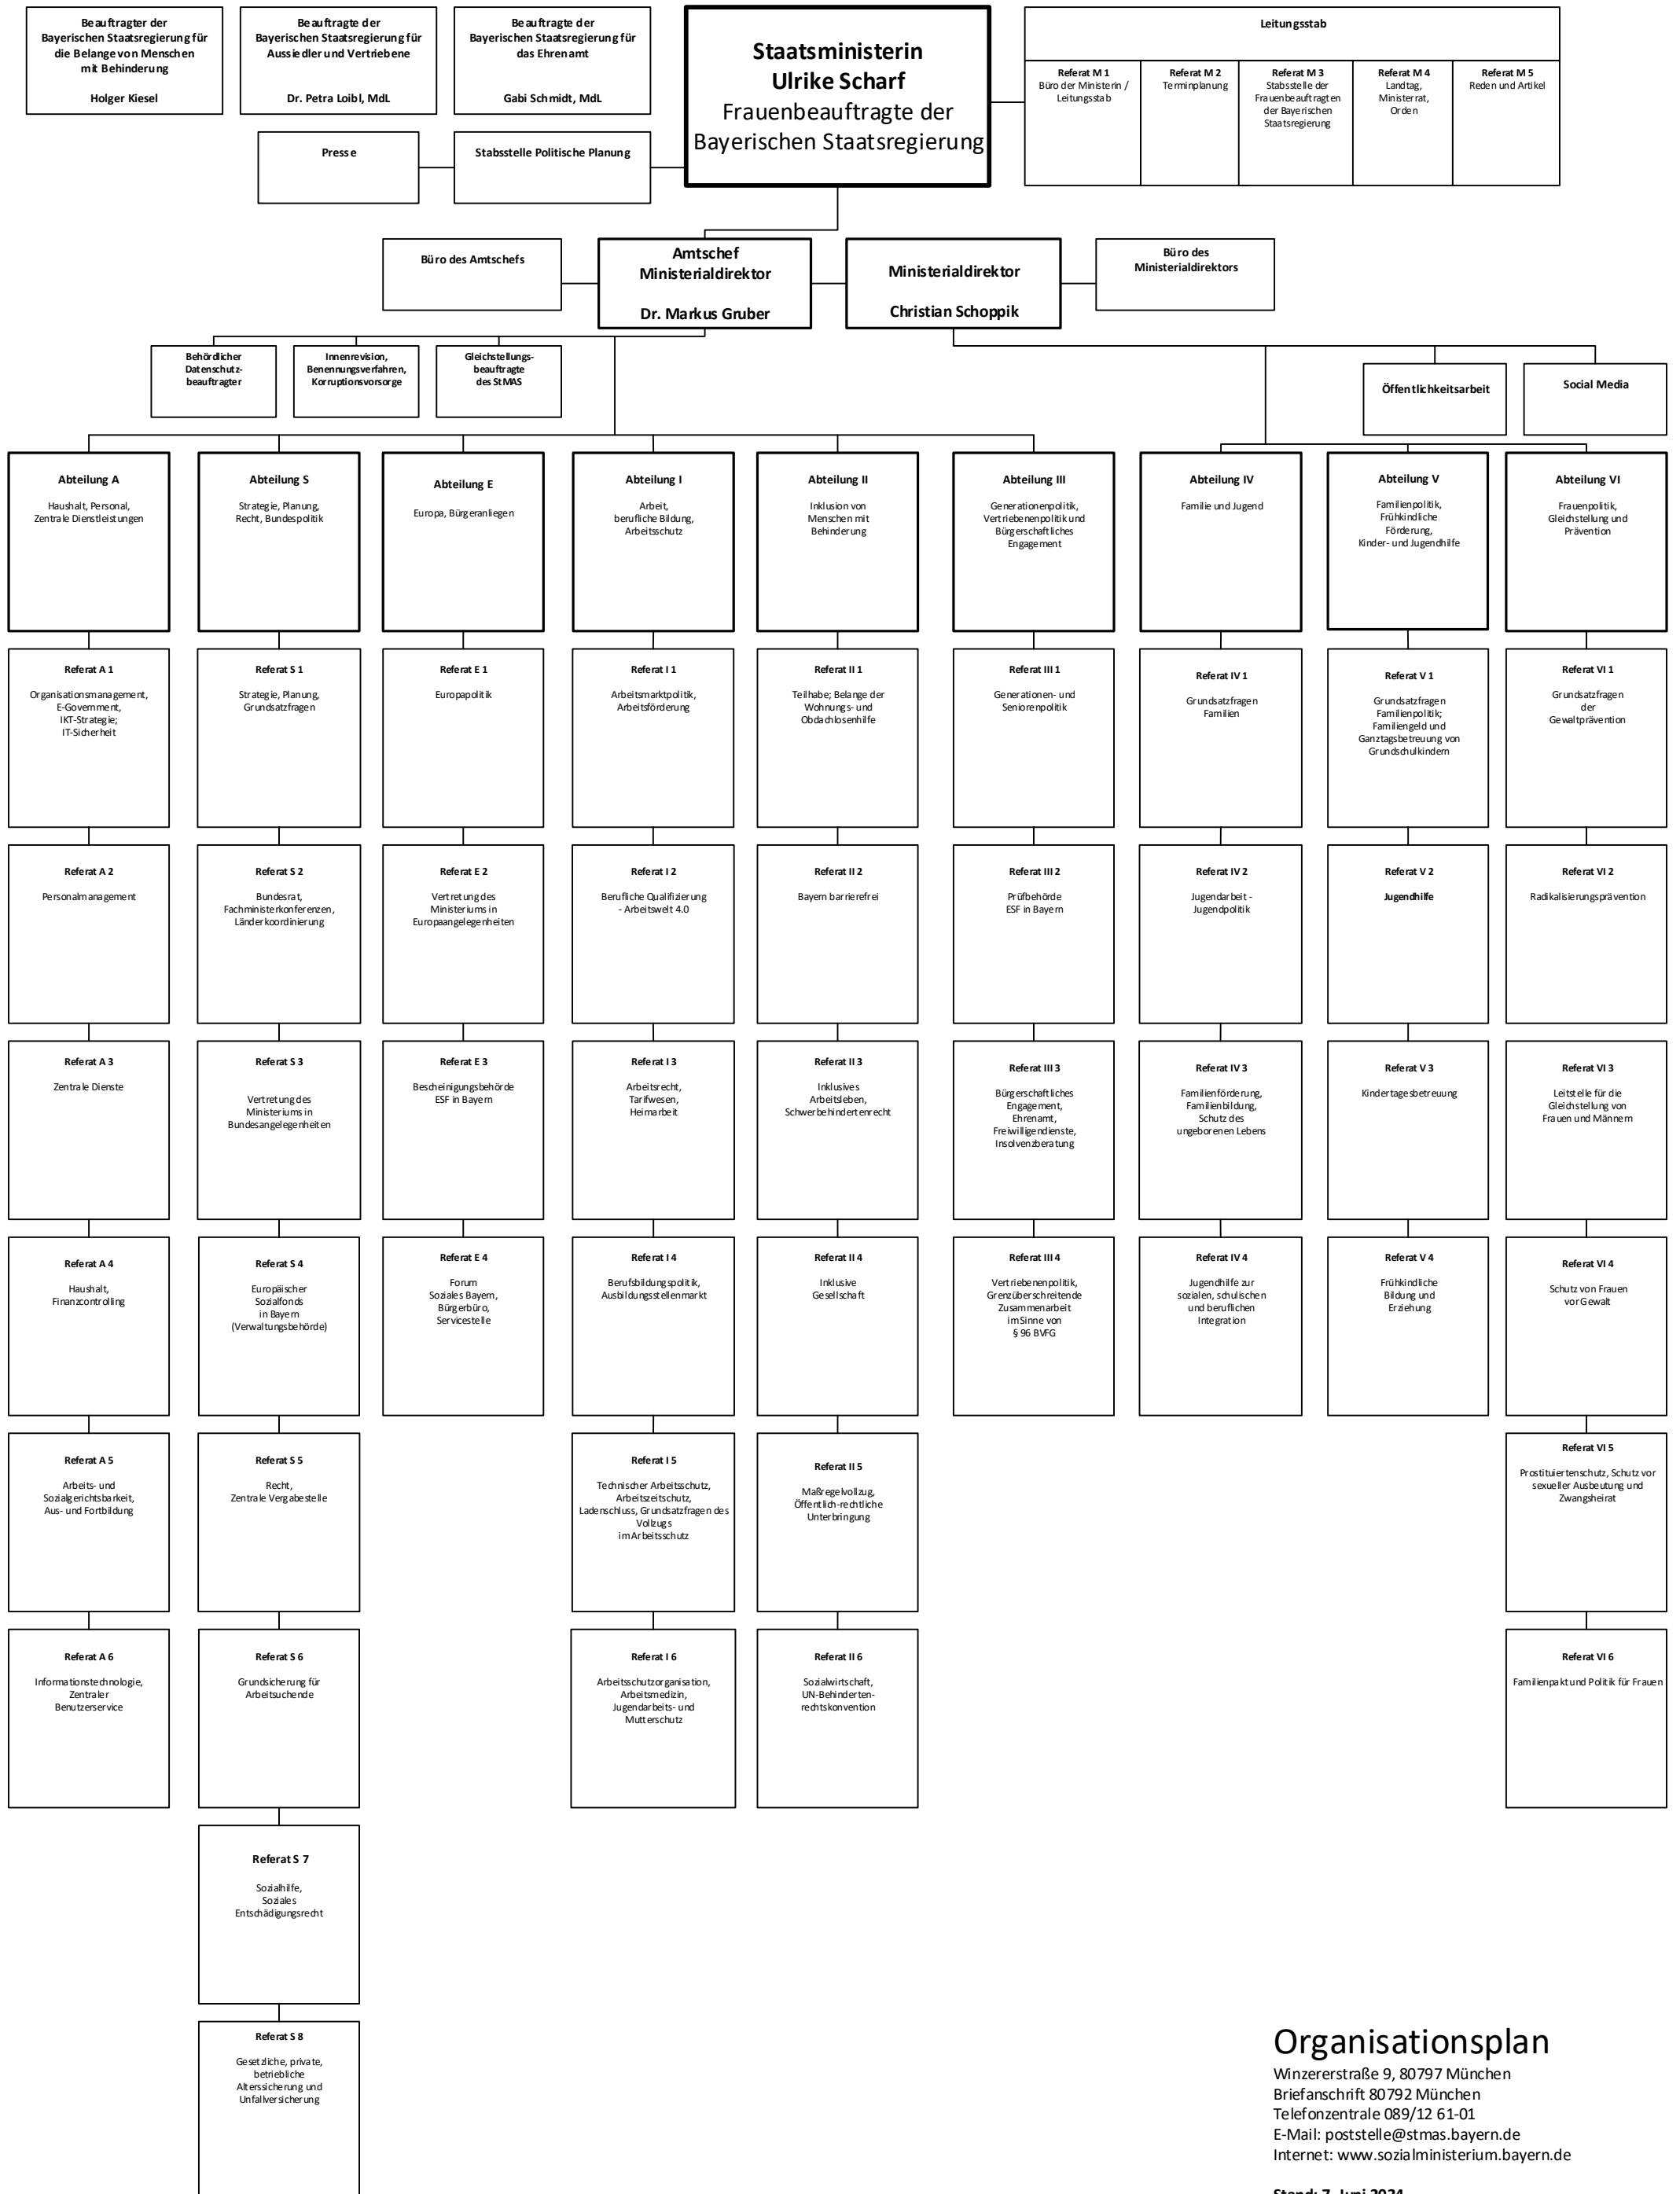 Beauftragter der
Bayerischen Staatsregierung für
die Belange von Menschen
mit Behinderung
Holger Kiesel
Beauftragte der
Bayerischen Staatsregierung für
Aussiedler und Vertriebene
Dr. Petra Loibl, MdL
Beauftragte der
Bayerischen Staatsregierung für
das Ehrenamt
Gabi Schmidt, MdL
Staatsministerin
Ulrike Scharf
Frauenbeauftragte der
Bayerischen Staatsregierung
Leitungsstab
Referat M 1
Büro der Ministerin /
Leitungsstab
Referat M 2
Terminplanung
Referat M 3
Stabsstelle der
Frauenbeauftragten
der Bayerischen
Staatsregierung
Referat M 4
Landtag,
Ministerrat,
Orden
Referat M 5
Reden und Artikel
Presse
Stabsstelle Politische Planung
Büro des Amtschefs
Amtschef
Ministerialdirektor
Dr. Markus Gruber
Ministerialdirektor
Christian Schoppik
Büro des
Ministerialdirektors
Behördlicher
Datenschutz-
beauftragter
Innenrevision,
Benennungsverfahren,
Korruptionsvorsorge
Gleichstellungs-
beauftragte
des StMAS
Öffentlichkeitsarbeit
Social Media
Abteilung A
Haushalt, Personal,
Zentrale Dienstleistungen
Abteilung S
Strategie, Planung,
Recht, Bundespolitik
Abteilung E
Europa, Bürgeranliegen
Abteilung I
Arbeit,
berufliche Bildung,
Arbeitsschutz
Abteilung II
Inklusion von
Menschen mit
Behinderung
Abteilung III
Generationenpolitik,
Vertriebenenpolitik und
Bürgerschaftliches
Engagement
Abteilung IV
Familie und Jugend
Abteilung V
Familienpolitik,
Frühkindliche
Förderung,
Kinder- und Jugendhilfe
Abteilung VI
Frauenpolitik,
Gleichstellung und
Prävention
Referat A 1
Organisationsmanagement,
E-Government,
IKT-Strategie;
IT-Sicherheit
Referat S 1
Strategie, Planung,
Grundsatzfragen
Referat E 1
Europapolitik
Referat I 1
Arbeitsmarktpolitik,
Arbeitsförderung
Referat II 1
Teilhabe; Belange der
Wohnungs- und
Obdachlosenhilfe
Referat III 1
Generationen- und
Seniorenpolitik
Referat IV 1
Grundsatzfragen
Familien
Referat V 1
Grundsatzfragen
Familienpolitik;
Familiengeld und
Ganztagsbetreuung von
Grundschulkindern
Referat VI 1
Grundsatzfragen
der
Gewaltprävention
Referat A 2
Personalmanagement
Referat S 2
Bundesrat,
Fachministerkonferenzen,
Länderkoordinierung
Referat E 2
Vertretung des
Ministeriums in
Europaangelegenheiten
Referat I 2
Berufliche Qualifizierung
- Arbeitswelt 4.0
Referat II 2
Bayern barrierefrei
Referat III 2
Prüfbehörde
ESF in Bayern
Referat IV 2
Jugendarbeit -
Jugendpolitik
Referat V 2
Jugendhilfe
Referat VI 2
Radikalisierungsprävention
Referat A 3
Zentrale Dienste
Referat S 3
Vertretung des
Ministeriums in
Bundesangelegenheiten
Referat E 3
Bescheinigungsbehörde
ESF in Bayern
Referat I 3
Arbeitsrecht,
Tarifwesen,
Heimarbeit
Referat II 3
Inklusives
Arbeitsleben,
Schwerbehindertenrecht
Referat III 3
Bürgerschaftliches
Engagement,
Ehrenamt,
Freiwilligendienste,
Insolvenzberatung
Referat IV 3
Familienförderung,
Familienbildung,
Schutz des
ungeborenen Lebens
Referat V 3
Kindertagesbetreuung
Referat VI 3
Leitstelle für die
Gleichstellung von
Frauen und Männern
Referat A 4
Haushalt,
Finanzcontrolling
Referat S 4
Europäischer
Sozialfonds
in Bayern
(Verwaltungsbehörde)
Referat E 4
Forum
Soziales Bayern,
Bürgerbüro,
Servicestelle
Referat I 4
Berufsbildungspolitik,
Ausbildungsstellenmarkt
Referat II 4
Inklusive
Gesellschaft
Referat III 4
Vertriebenenpolitik,
Grenzüberschreitende
Zusammenarbeit
im Sinne von
§ 96 BVFG
Referat IV 4
Jugendhilfe zur
sozialen, schulischen
und beruflichen
Integration
Referat V 4
Frühkindliche
Bildung und
Erziehung
Referat VI 4
Schutz von Frauen
vor Gewalt
Referat A 5
Arbeits- und
Sozialgerichtsbarkeit,
Aus- und Fortbildung
Referat S 5
Recht,
Zentrale Vergabestelle
Referat I 5
Technischer Arbeitsschutz,
Arbeitszeitschutz,
Ladenschluss, Grundsatzfragen des
Vollzugs
im Arbeitsschutz
Referat II 5
Maßregelvollzug,
Öffentlich-rechtliche
Unterbringung
Referat VI 5
Prostituiertenschutz, Schutz vor
sexueller Ausbeutung und
Zwangsheirat
Referat A 6
Informationstechnologie,
Zentraler
Benutzerservice
Referat S 6
Grundsicherung für
Arbeitsuchende
Referat I 6
Arbeitsschutzorganisation,
Arbeitsmedizin,
Jugendarbeits- und
Mutterschutz
Referat II 6
Sozialwirtschaft,
UN-Behinderten-
rechtskonvention
Referat VI 6
Familienpakt und Politik für Frauen
Referat S 7
Sozialhilfe,
Soziales
Entschädigungsrecht
Referat S 8
Gesetzliche, private,
betriebliche
Alterssicherung und
Unfallversicherung
Organisationsplan
Winzererstraße 9, 80797 München
Briefanschrift 80792 München
Telefonzentrale 089/12 61-01
E-Mail: poststelle@stmas.bayern.de
Internet: www.sozialministerium.bayern.de
Stand: 7. Juni 2024